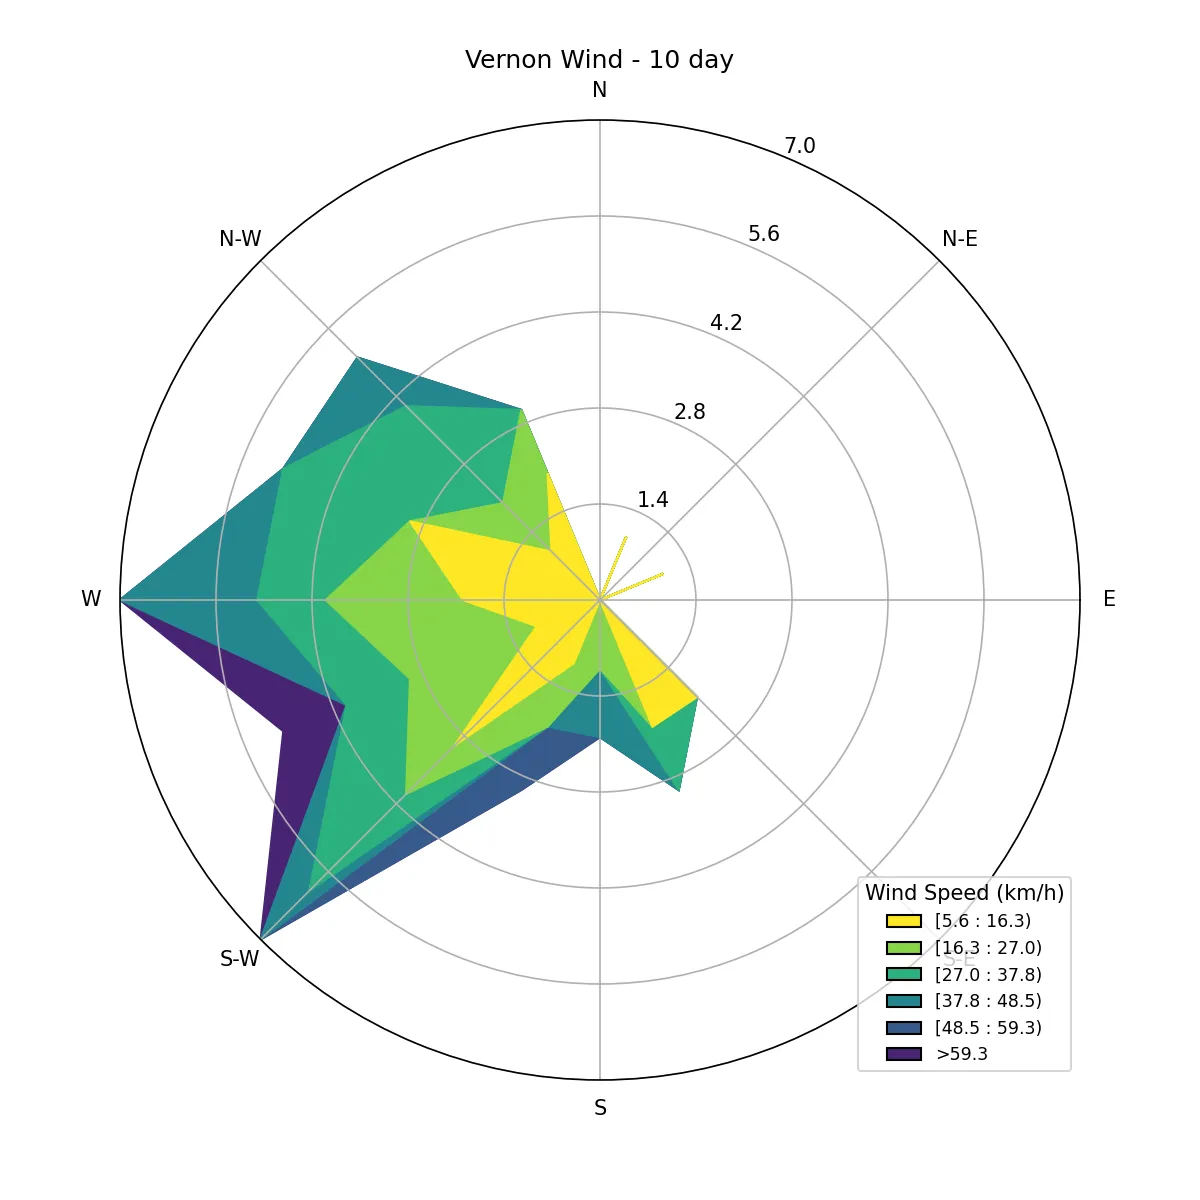 Vernon Wind - 10 day
N
7.0
5.6
N-W
N-E
4.2
2.8
1.4
W
E
S-W
S-E
S
Wind Speed (km/h)
[5.6 : 16.3)
[16.3 : 27.0)
[27.0 : 37.8)
[37.8 : 48.5)
[48.5 : 59.3)
>59.3